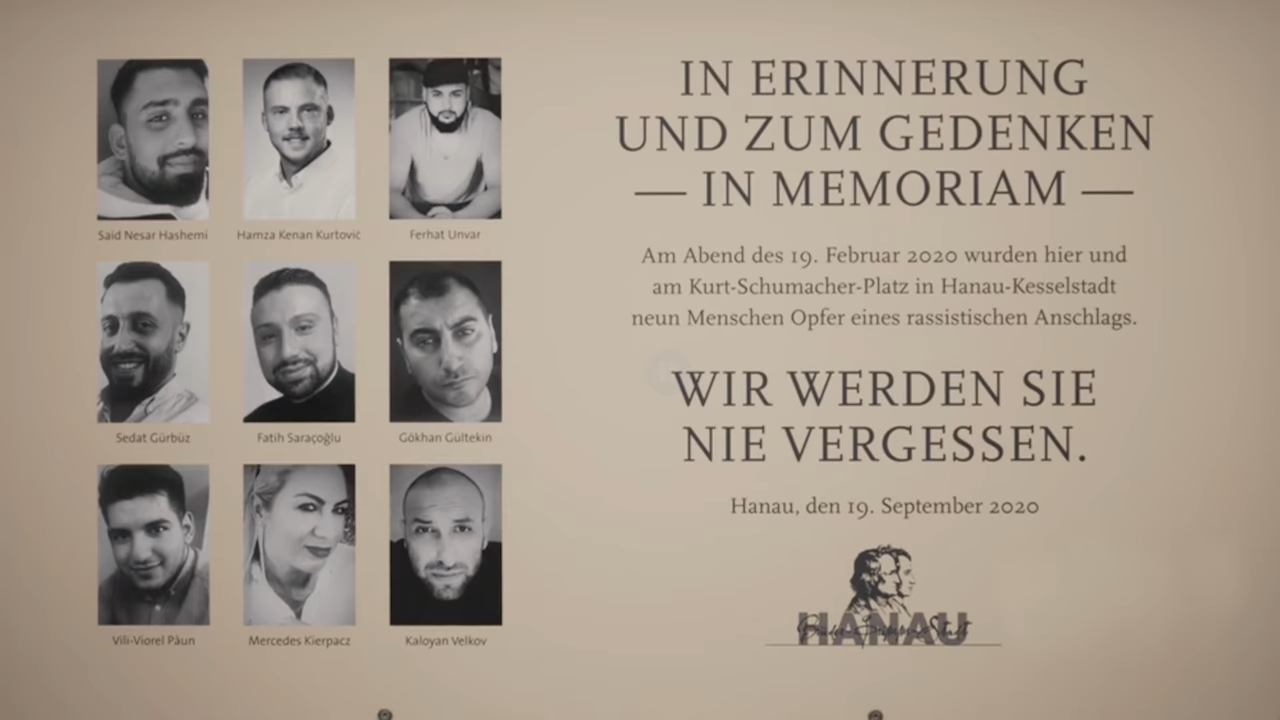 IN ERINNERUNG
UND ZUM GEDENKEN
— IN MEMORIAM —
Am Abend des 19. Februar 2020 wurden hier und
am Kurt-Schumacher-Platz in Hanau-Kesselstadt
neun Menschen Opfer eines rassistischen Anschlags.
WIR WERDEN SIE
NIE VERGESSEN.
Hanau, den 19. September 2020
HANAU
Brüder-Grimm-Stadt
Said Nesar Hashemi
Hamza Kenan Kurtović
Ferhat Unvar
Sedat Gürbüz
Fatih Saraçoğlu
Gökhan Gültekin
Vili-Viorel Păun
Mercedes Kierpacz
Kaloyan Velkov